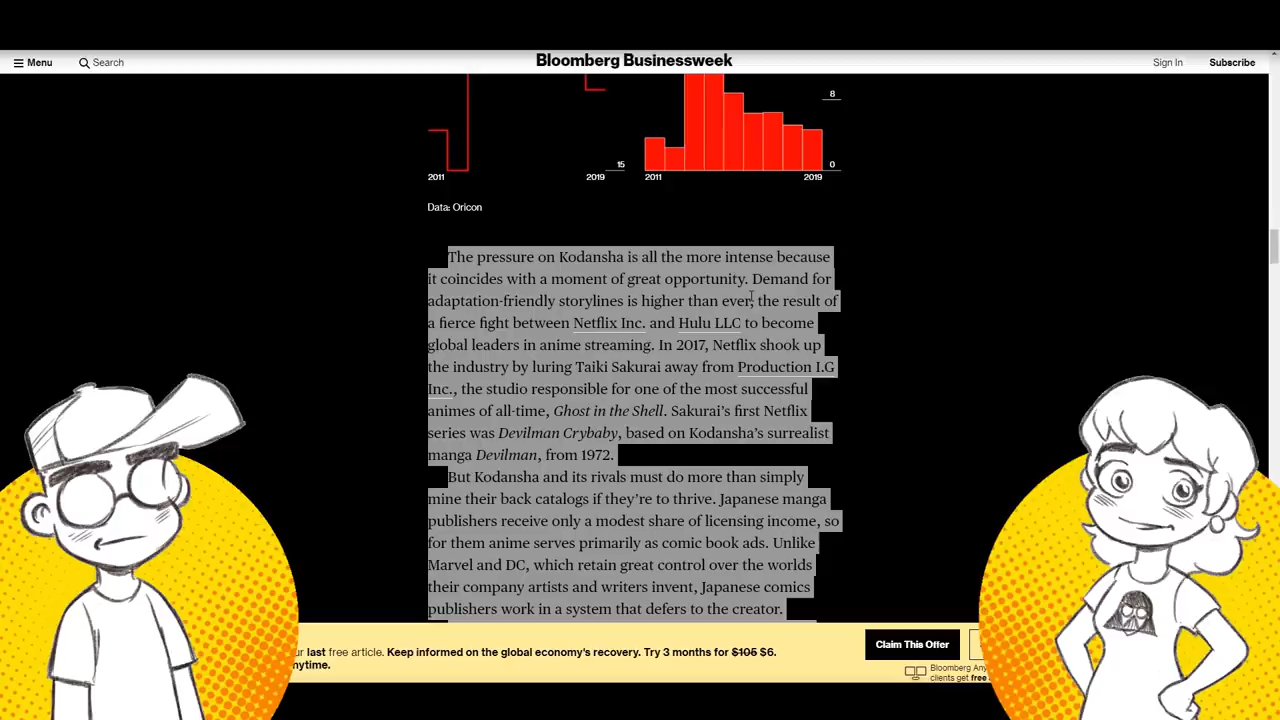 Menu
Search
Bloomberg Businessweek
Sign In
Subscribe
8
15
0
2011
2019
2011
2019
Data: Oricon
The pressure on Kodansha is all the more intense because
it coincides with a moment of great opportunity. Demand for
adaptation-friendly storylines is higher than ever, the result of
a fierce fight between Netflix Inc. and Hulu LLC to become
global leaders in anime streaming. In 2017, Netflix shook up
the industry by luring Taiki Sakurai away from Production I.G
Inc., the studio responsible for one of the most successful
animes of all-time, Ghost in the Shell. Sakurai's first Netflix
series was Devilman Crybaby, based on Kodansha's surrealist
manga Devilman, from 1972.
But Kodansha and its rivals must do more than simply
mine their back catalogs if they're to thrive. Japanese manga
publishers receive only a modest share of licensing income, so
for them anime serves primarily as comic book ads. Unlike
Marvel and DC, which retain great control over the worlds
their company artists and writers invent, Japanese comics
publishers work in a system that defers to the creator.
ur last free article. Keep informed on the global economy's recovery. Try 3 months for $105 $6.
nytime.
Claim This Offer
Bloomberg Any
clients get free